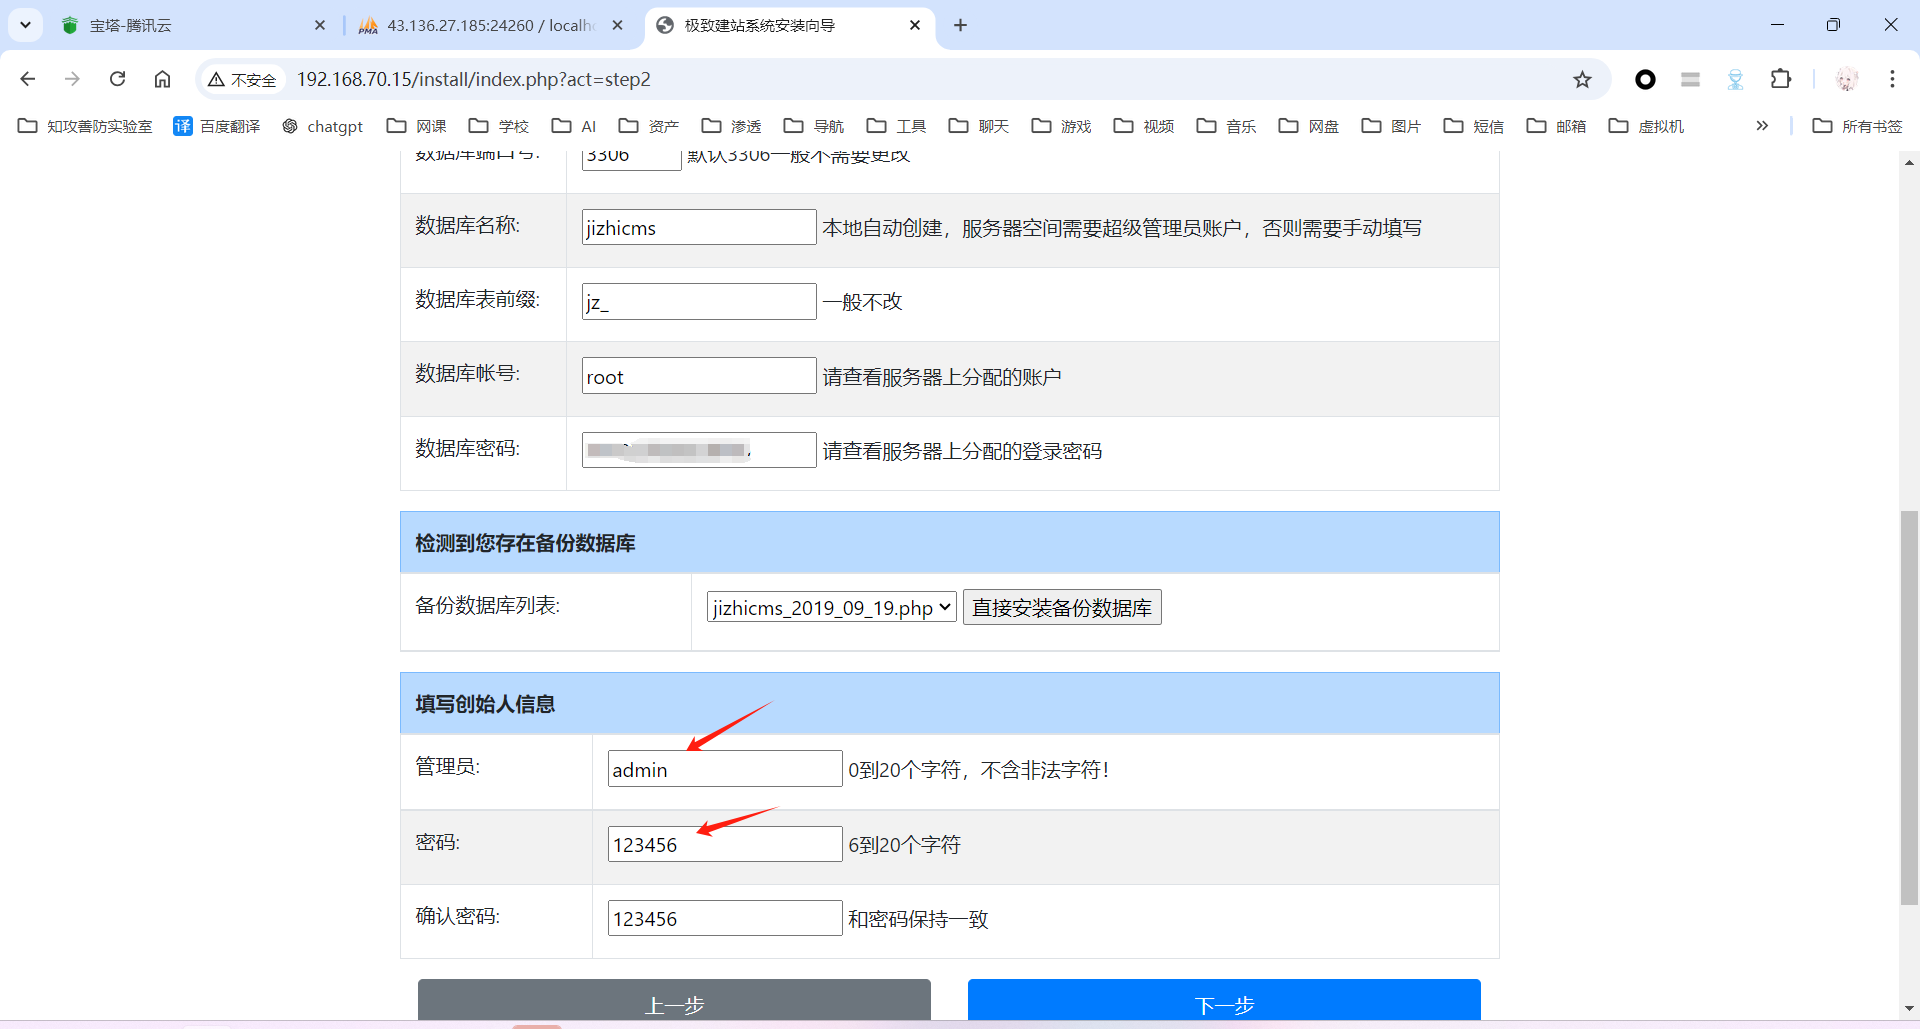 宝塔-腾讯云
43.136.27.185:24260 / localho
极致建站系统安装向导
不安全
192.168.70.15/install/index.php?act=step2
知攻善防实验室
译 百度翻译
chatgpt
网课
学校
AI
资产
渗透
导航
工具
聊天
游戏
视频
音乐
网盘
图片
短信
邮箱
虚拟机
所有书签
数据库端口号:
3306 默认3306一般不需要更改
数据库名称:
jizhicms 本地自动创建，服务器空间需要超级管理员账户，否则需要手动填写
数据库表前缀:
jz_ 一般不改
数据库帐号:
root 请查看服务器上分配的账户
数据库密码:
请查看服务器上分配的登录密码
检测到您存在备份数据库
备份数据库列表:
jizhicms_2019_09_19.php 直接安装备份数据库
填写创始人信息
管理员:
admin 0到20个字符，不含非法字符！
密码:
123456 6到20个字符
确认密码:
123456 和密码保持一致
上一步
下一步